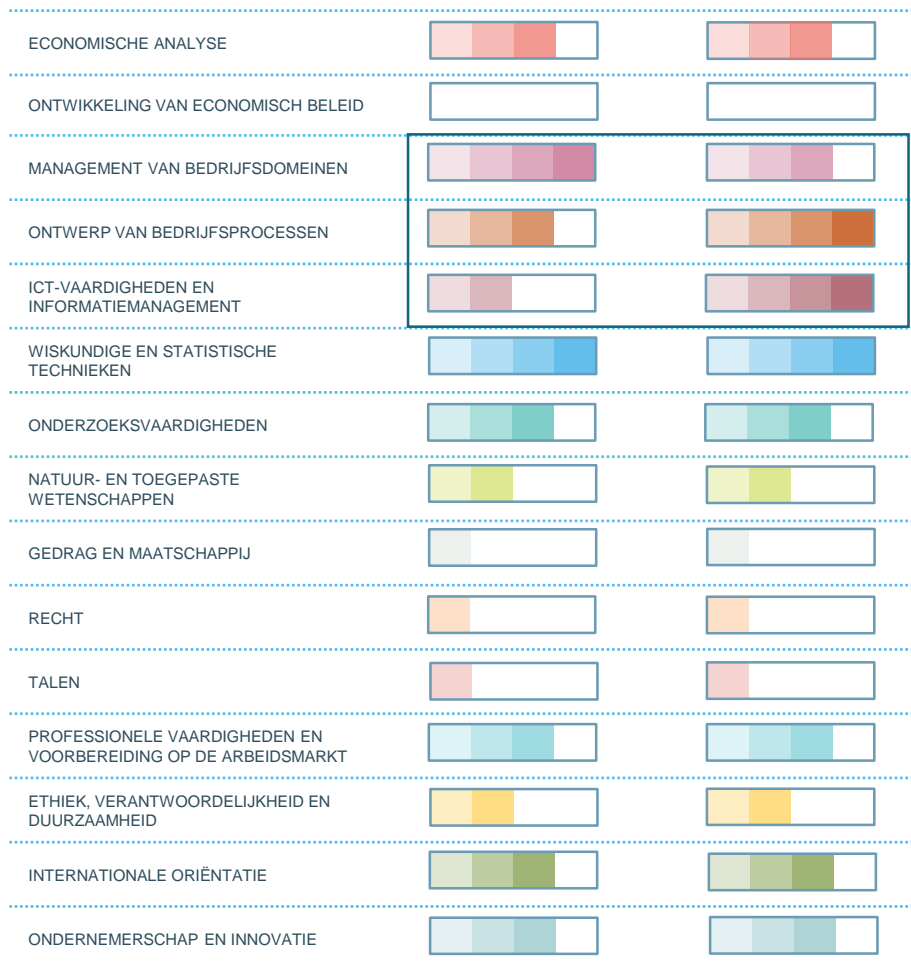 ECONOMISCHE ANALYSE
ONTWIKKELING VAN ECONOMISCH BELEID
MANAGEMENT VAN BEDRIJFSDOMEINEN
ONTWERP VAN BEDRIJFSPROCESSEN
ICT-VAARDIGHEDEN EN
INFORMATIEMANAGEMENT
WISKUNDIGE EN STATISTISCHE
TECHNIEKEN
ONDERZOEKSVAARDIGHEDEN
NATUUR- EN TOEGEPASTE
WETENSCHAPPEN
GEDRAG EN MAATSCHAPPIJ
RECHT
TALEN
PROFESSIONELE VAARDIGHEDEN EN
VOORBEREIDING OP DE ARBEIDSMARKT
ETHIEK, VERANTWOORDELIJKHEID EN
DUURZAAMHEID
INTERNATIONALE ORIËNTATIE
ONDERNEMERSCHAP EN INNOVATIE